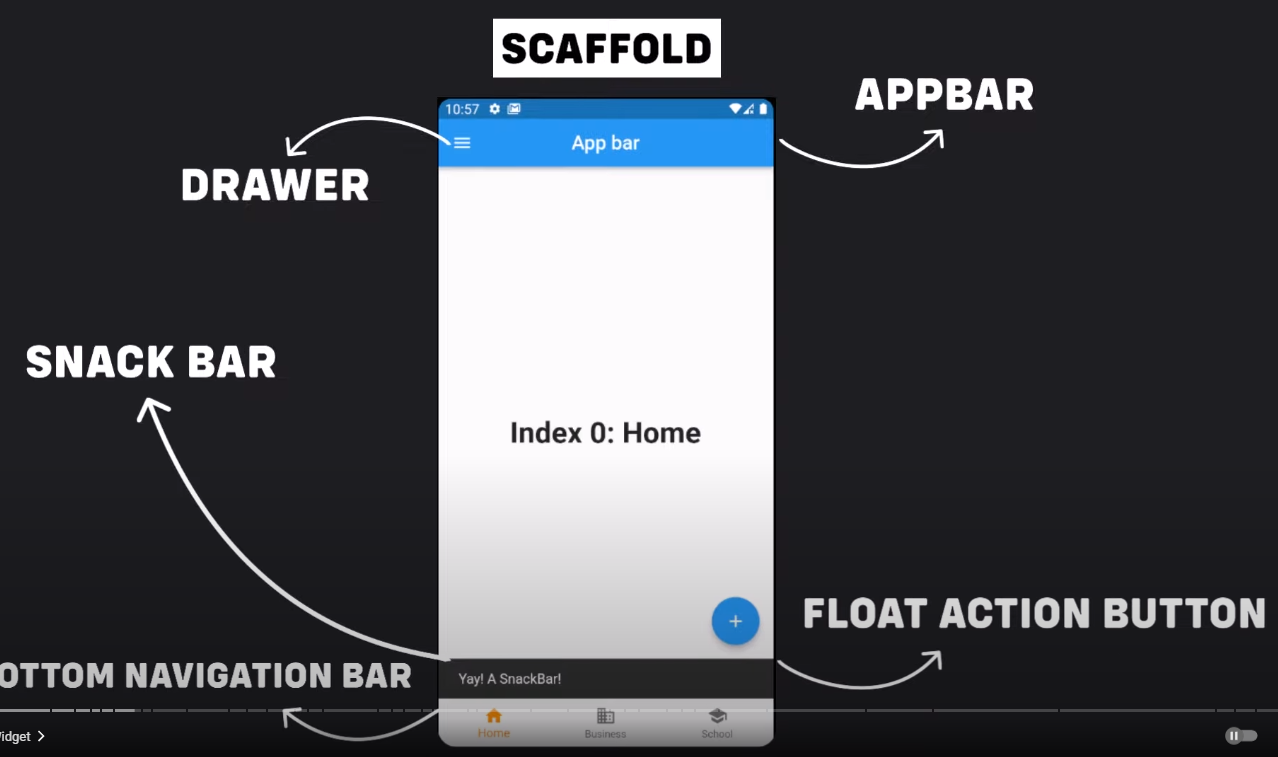 SCAFFOLD
APPBAR
10:57
App bar
DRAWER
SNACK BAR
Index 0: Home
FLOAT ACTION BUTTON
OTTOM NAVIGATION BAR
Yay! A SnackBar!
Home
Business
School
idget